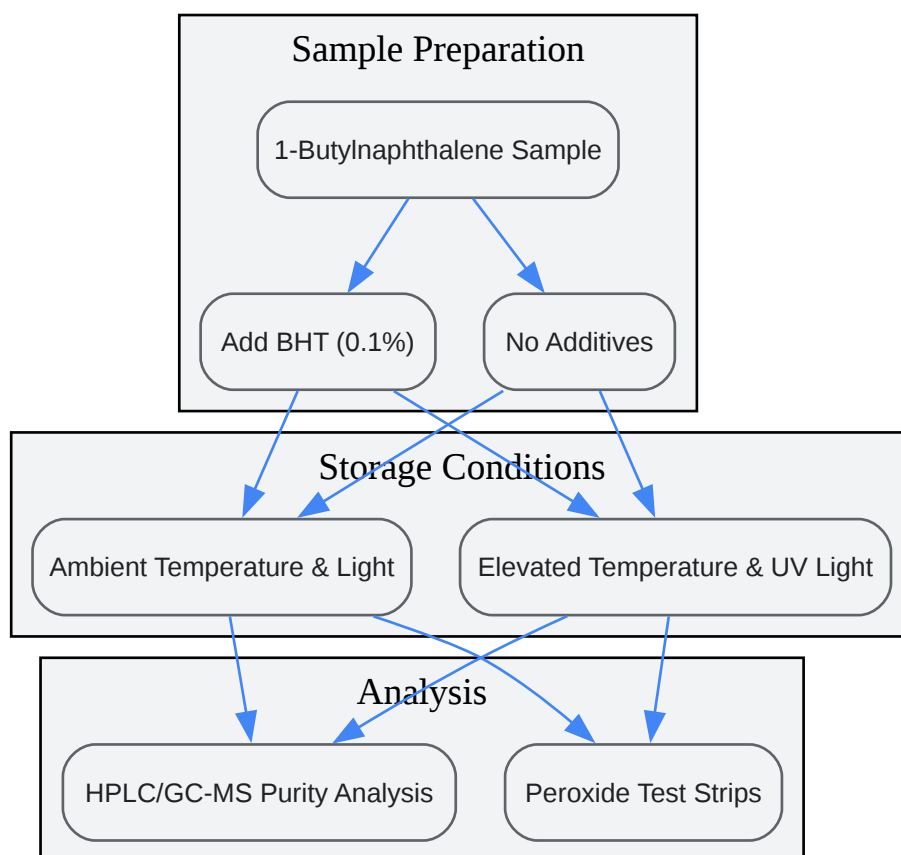 Sample Preparation
1-Butylnaphthalene Sample
Add BHT (0.1%)
No Additives
Storage Conditions
Ambient Temperature & Light
Elevated Temperature & UV Light
Analysis
HPLC/GC-MS Purity Analysis
Peroxide Test Strips